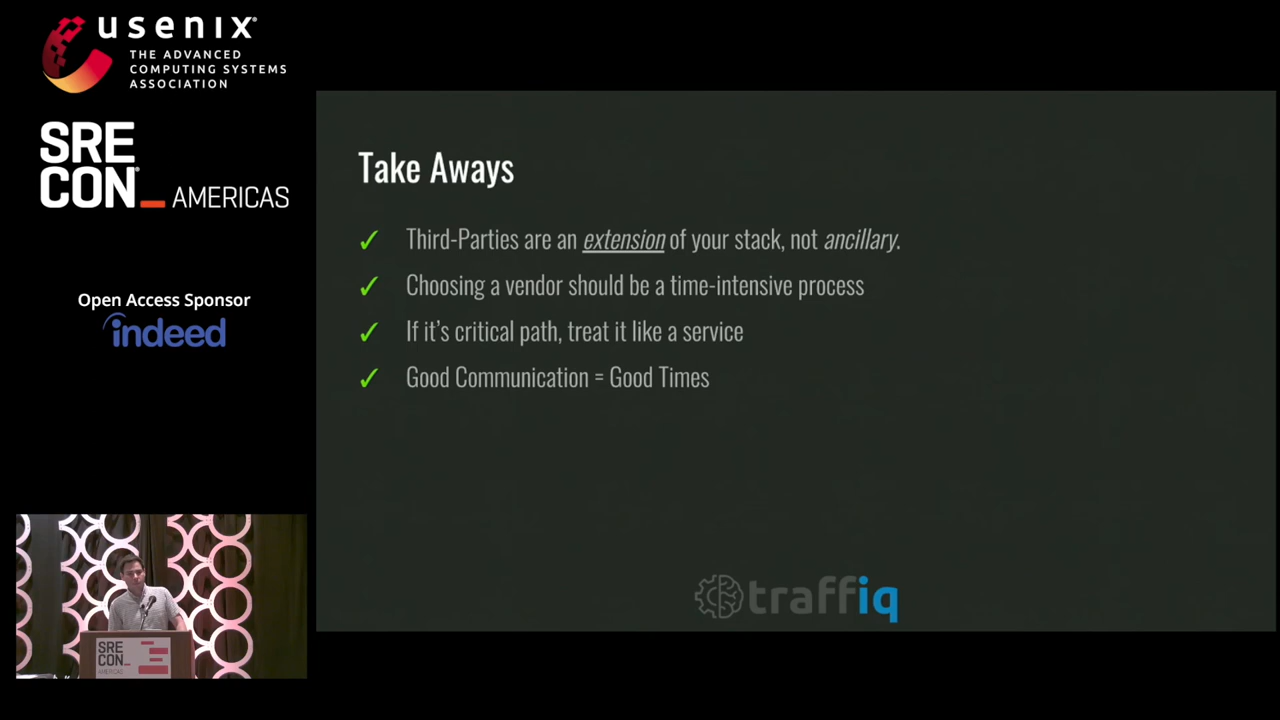 usenix
THE ADVANCED
COMPUTING SYSTEMS
ASSOCIATION
SRE
CON
AMERICAS
Open Access Sponsor
indeed
Take Aways
✓ Third-Parties are an extension of your stack, not ancillary.
✓ Choosing a vendor should be a time-intensive process
✓ If it's critical path, treat it like a service
✓ Good Communication = Good Times
traffiq
SRE
CON
AMERICAS